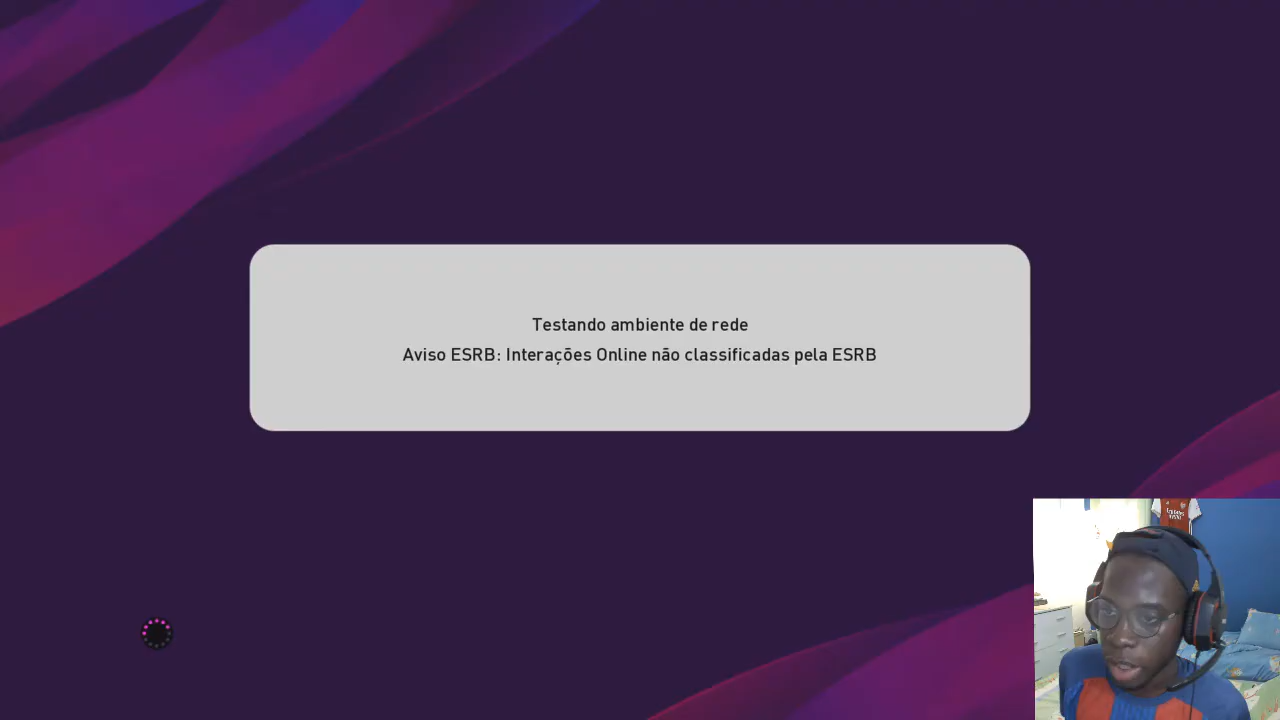 Testando ambiente de rede
Aviso ESRB: Interações Online não classificadas pela ESRB